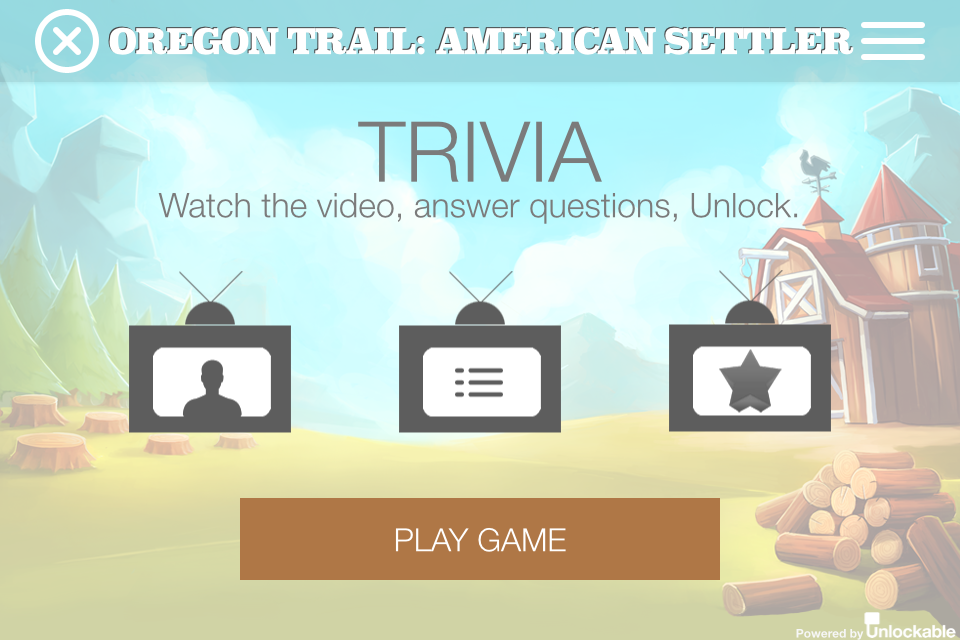 OREGON TRAIL: AMERICAN SETTLER
TRIVIA
Watch the video, answer questions, Unlock.
PLAY GAME
Powered by Unlockable